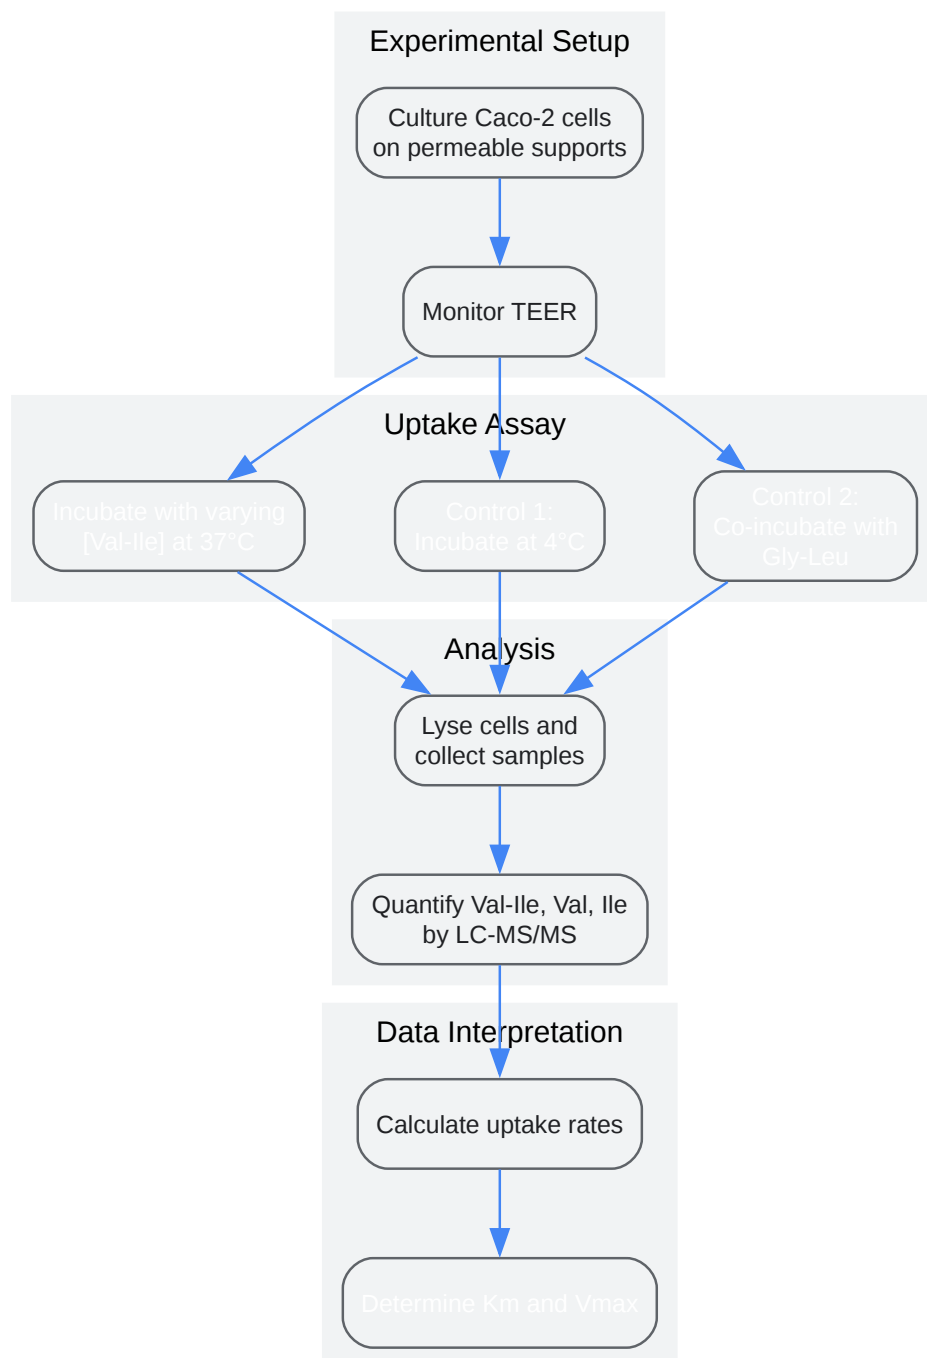 Experimental Setup
Culture Caco-2 cells
on permeable supports
Monitor TEER
Uptake Assay
Incubate with varying
[Val-Ile] at 37°C
Control 1:
Incubate at 4°C
Control 2:
Co-incubate with
Gly-Leu
Analysis
Lyse cells and
collect samples
Quantify Val-Ile, Val, Ile
by LC-MS/MS
Data Interpretation
Calculate uptake rates
Determine Km and Vmax